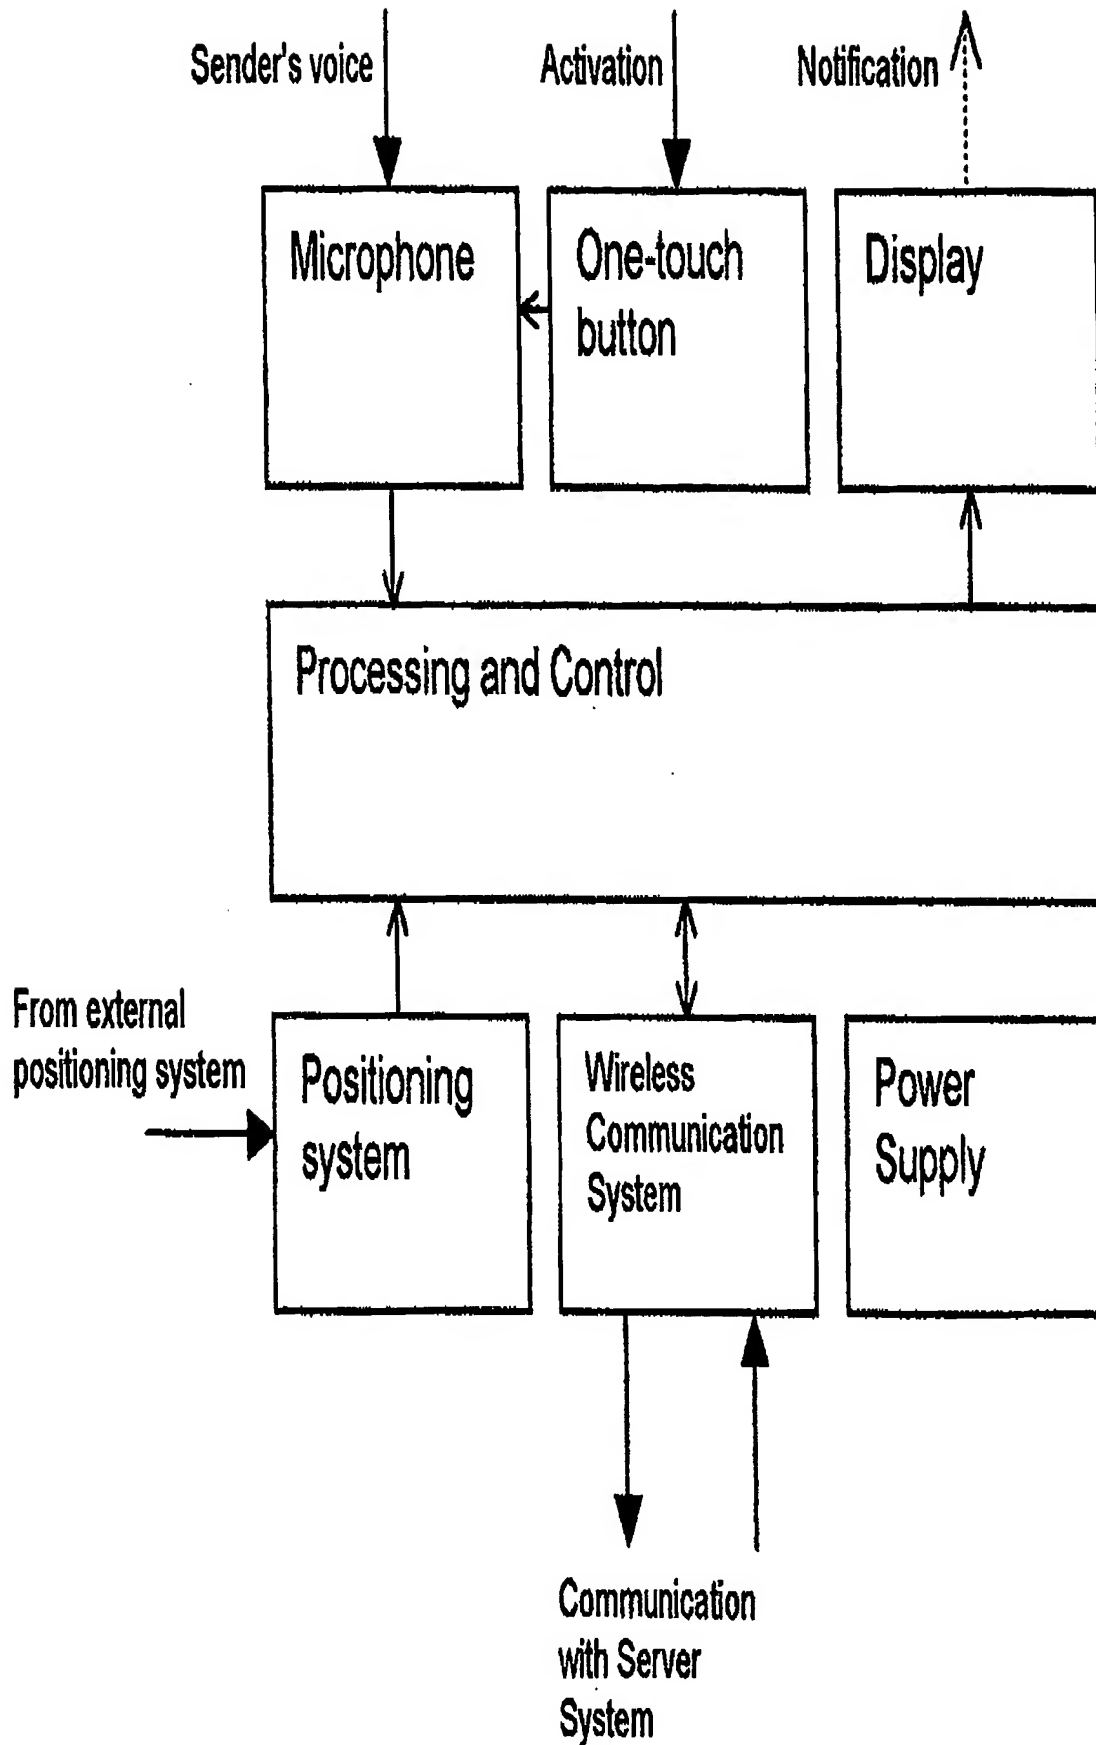 Sender's voice
Activation
Notification
Microphone
One-touch
button
Display
Processing and Control
From external
positioning system
Positioning
system
Wireless
Communication
System
Power
Supply
Communication
with Server
System